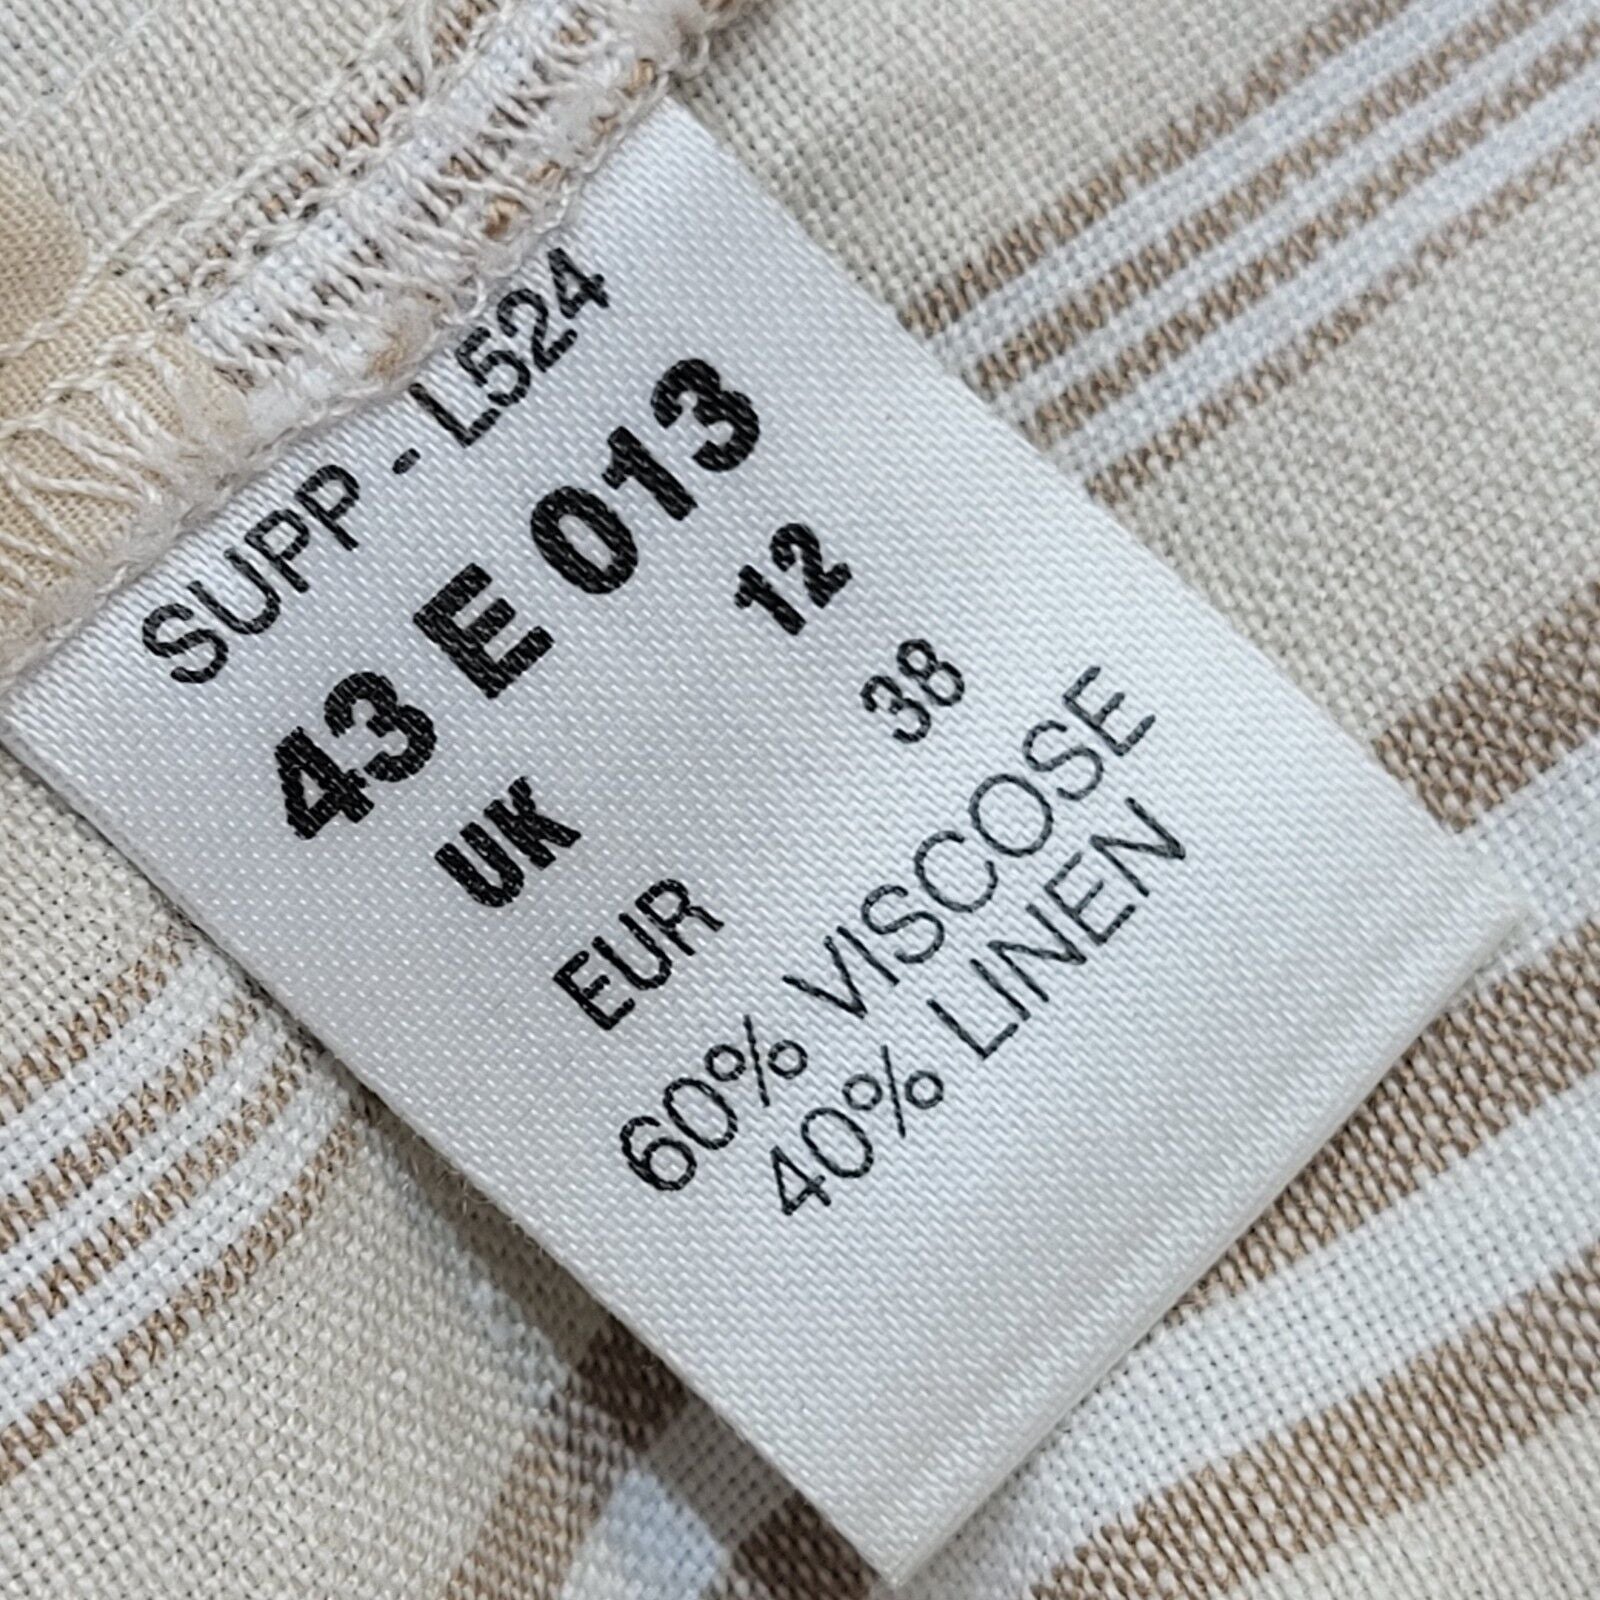 SUPP - L524
43 E 013
UK 12
EUR 38
60% VISCOSE
40% LINEN